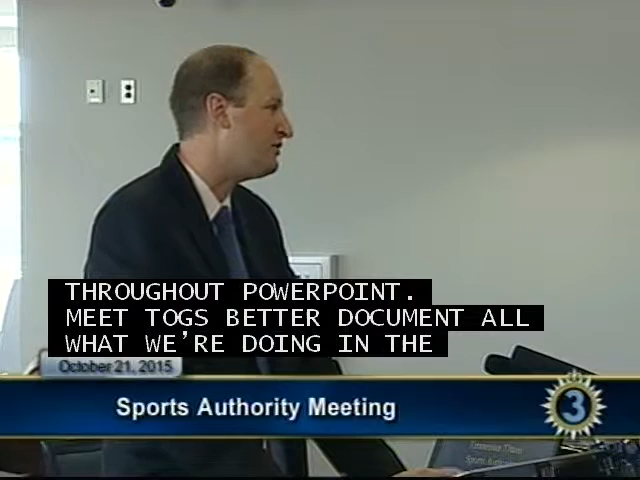 THROUGHOUT POWERPOINT.
MEET TOGS BETTER DOCUMENT ALL
WHAT WE'RE DOING IN THE
October 21, 2015
Sports Authority Meeting
3